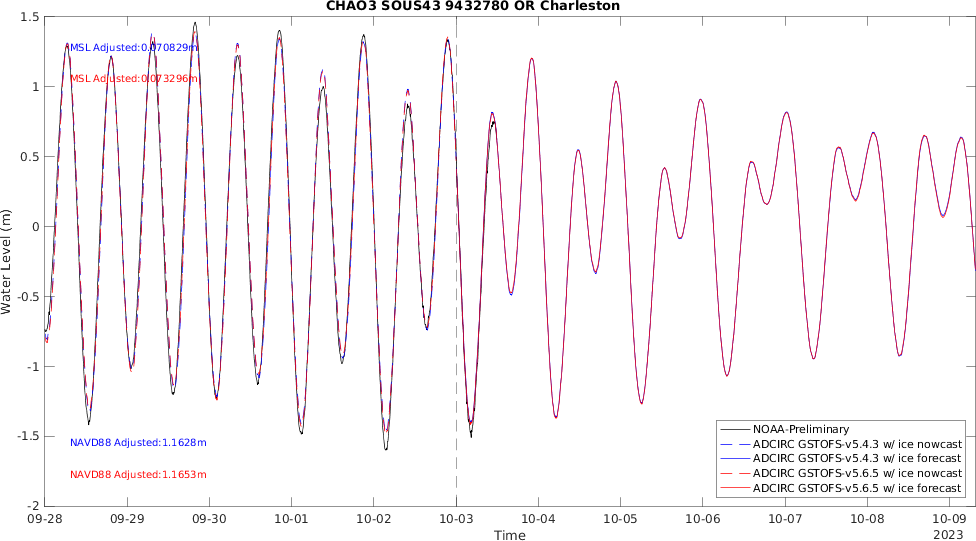 CHAO3 SOUS43 9432780 OR Charleston
1.5
1
0.5
0
-0.5
-1
-1.5
-2
Water Level (m)
MSL Adjusted:0.070829m
MSL Adjusted:0.073296m
NAVD88 Adjusted:1.1628m
NAVD88 Adjusted:1.1653m
NOAA-Preliminary
ADCIRC GSTOFS-v5.4.3 w/ ice nowcast
ADCIRC GSTOFS-v5.4.3 w/ ice forecast
ADCIRC GSTOFS-v5.6.5 w/ ice nowcast
ADCIRC GSTOFS-v5.6.5 w/ ice forecast
09-28 09-29 09-30 10-01 10-02 10-03 10-04 10-05 10-06 10-07 10-08 10-09
Time 2023